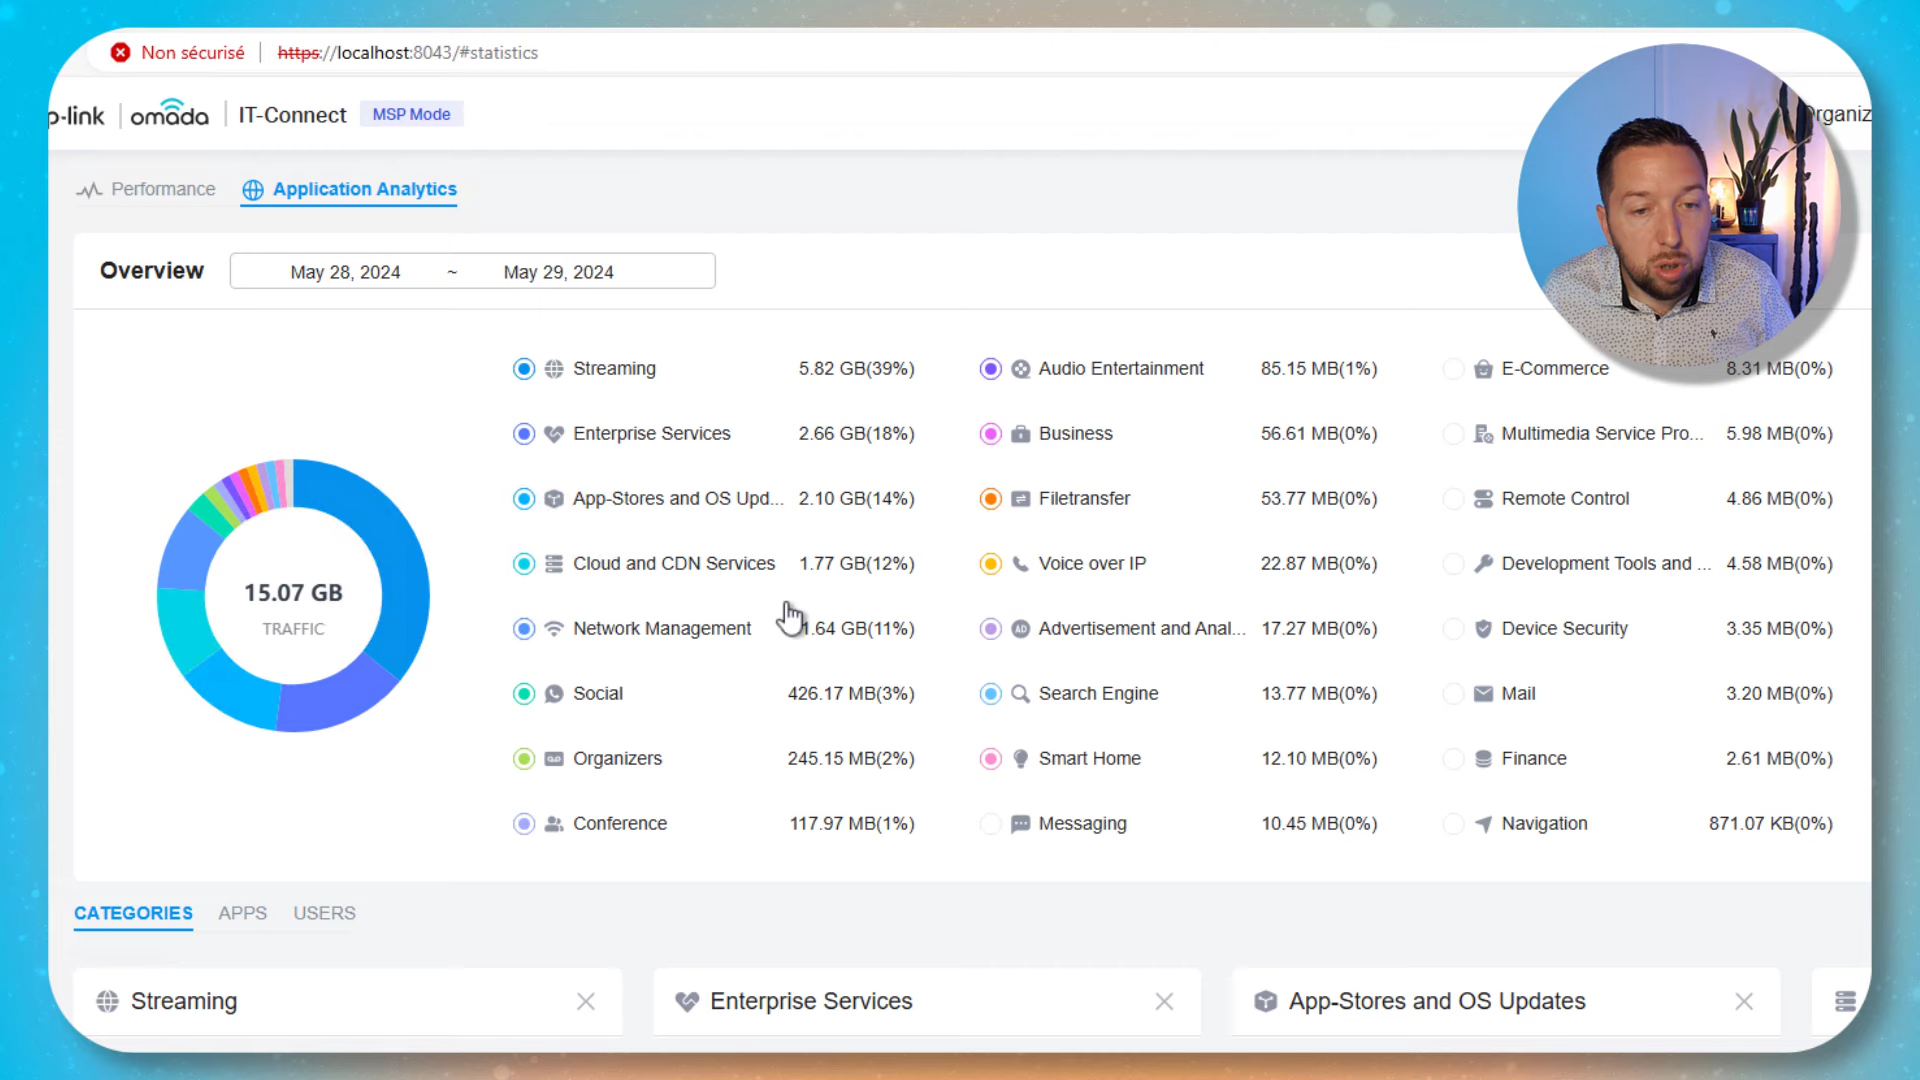 Non sécurisé https://localhost:8043/#statistics
p-link omada IT-Connect MSP Mode Organiz
Performance Application Analytics
Overview May 28, 2024 ~ May 29, 2024
Streaming 5.82 GB(39%) Audio Entertainment 85.15 MB(1%) E-Commerce 8.31 MB(0%)
Enterprise Services 2.66 GB(18%) Business 56.61 MB(0%) Multimedia Service Pro... 5.98 MB(0%)
App-Stores and OS Upd... 2.10 GB(14%) Filetransfer 53.77 MB(0%) Remote Control 4.86 MB(0%)
Cloud and CDN Services 1.77 GB(12%) Voice over IP 22.87 MB(0%) Development Tools and ... 4.58 MB(0%)
15.07 GB
TRAFFIC
Network Management 1.64 GB(11%) Advertisement and Anal... 17.27 MB(0%) Device Security 3.35 MB(0%)
Social 426.17 MB(3%) Search Engine 13.77 MB(0%) Mail 3.20 MB(0%)
Organizers 245.15 MB(2%) Smart Home 12.10 MB(0%) Finance 2.61 MB(0%)
Conference 117.97 MB(1%) Messaging 10.45 MB(0%) Navigation 871.07 KB(0%)
CATEGORIES APPS USERS
Streaming Enterprise Services App-Stores and OS Updates